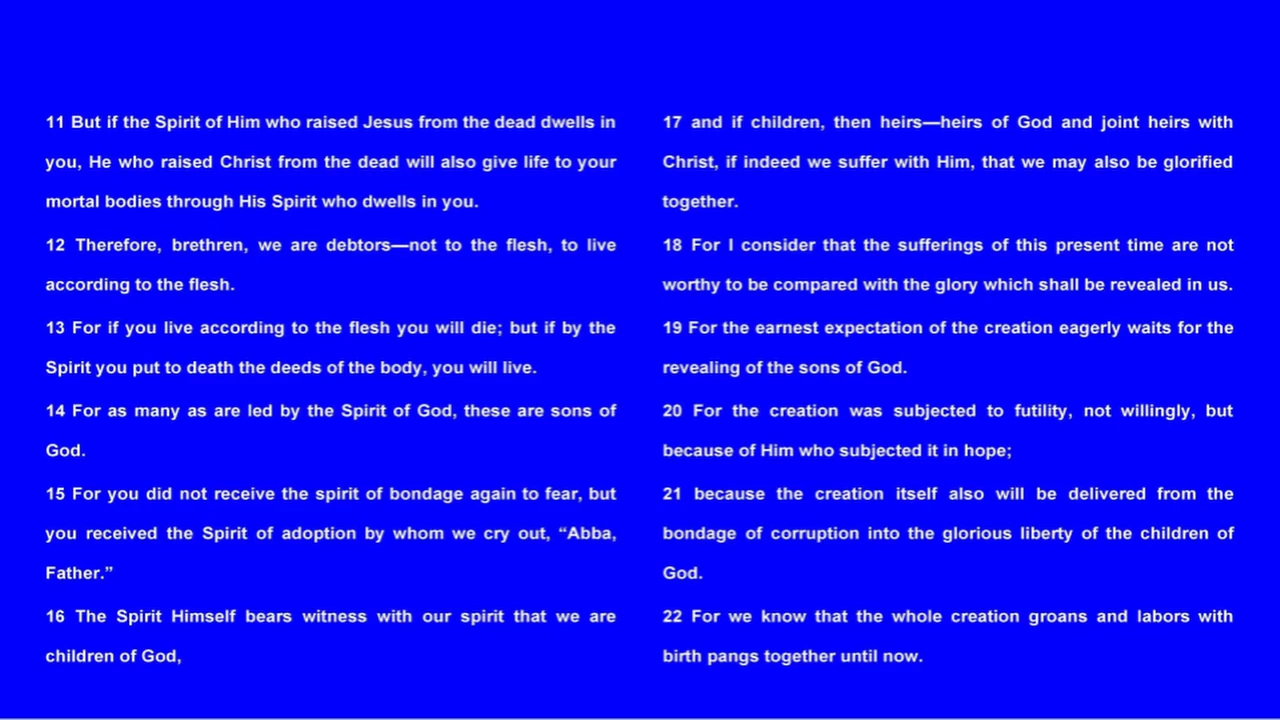 11 But if the Spirit of Him who raised Jesus from the dead dwells in
you, He who raised Christ from the dead will also give life to your
mortal bodies through His Spirit who dwells in you.
12 Therefore, brethren, we are debtors—not to the flesh, to live
according to the flesh.
13 For if you live according to the flesh you will die; but if by the
Spirit you put to death the deeds of the body, you will live.
14 For as many as are led by the Spirit of God, these are sons of
God.
15 For you did not receive the spirit of bondage again to fear, but
you received the Spirit of adoption by whom we cry out, “Abba,
Father.”
16 The Spirit Himself bears witness with our spirit that we are
children of God,
17 and if children, then heirs—heirs of God and joint heirs with
Christ, if indeed we suffer with Him, that we may also be glorified
together.
18 For I consider that the sufferings of this present time are not
worthy to be compared with the glory which shall be revealed in us.
19 For the earnest expectation of the creation eagerly waits for the
revealing of the sons of God.
20 For the creation was subjected to futility, not willingly, but
because of Him who subjected it in hope;
21 because the creation itself also will be delivered from the
bondage of corruption into the glorious liberty of the children of
God.
22 For we know that the whole creation groans and labors with
birth pangs together until now.